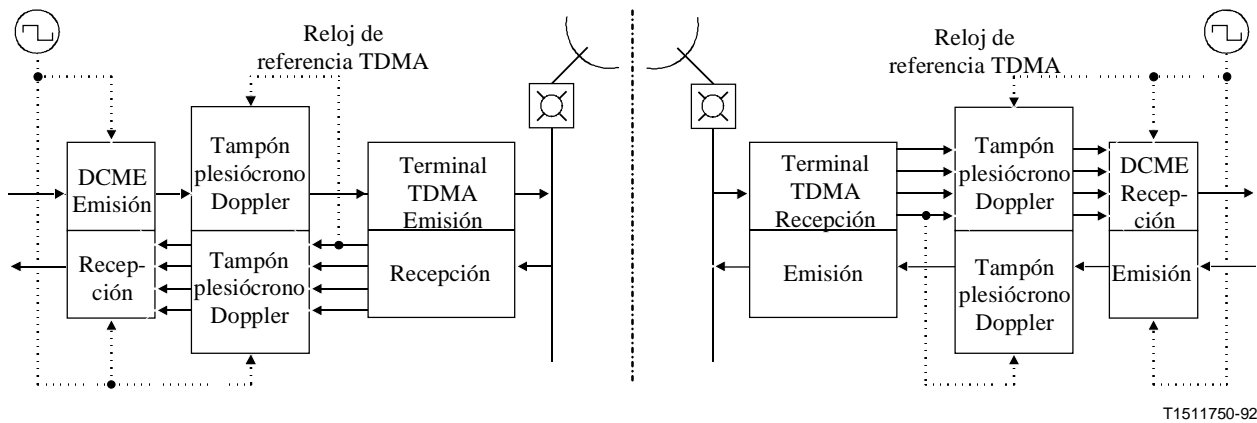 Reloj de
referencia TDMA
DCME
Emisión
Recep-
ción
Tampón
plesiócrono
Doppler
Tampón
plesiócrono
Doppler
Terminal
TDMA
Emisión
Recepción
Reloj de
referencia TDMA
Terminal
TDMA
Recepción
Emisión
Tampón
plesiócrono
Doppler
Tampón
plesiócrono
Doppler
DCME
Recep-
ción
Emisión
T1511750-92